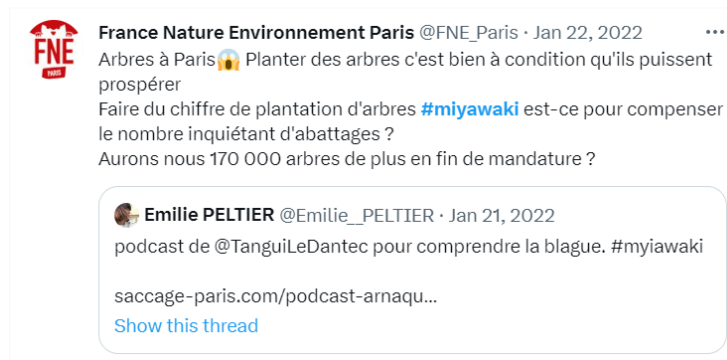 FNE
PARIS
France Nature Environnement Paris @FNE_Paris · Jan 22, 2022
Arbres à Paris😱 Planter des arbres c'est bien à condition qu'ils puissent
prospérer
Faire du chiffre de plantation d'arbres #miyawaki est-ce pour compenser
le nombre inquiétant d'abattages ?
Aurons nous 170 000 arbres de plus en fin de mandature ?
Emilie PELTIER @Emilie__PELTIER · Jan 21, 2022
podcast de @TanguiLeDantec pour comprendre la blague. #myiawaki
saccage-paris.com/podcast-arnaqu...
Show this thread